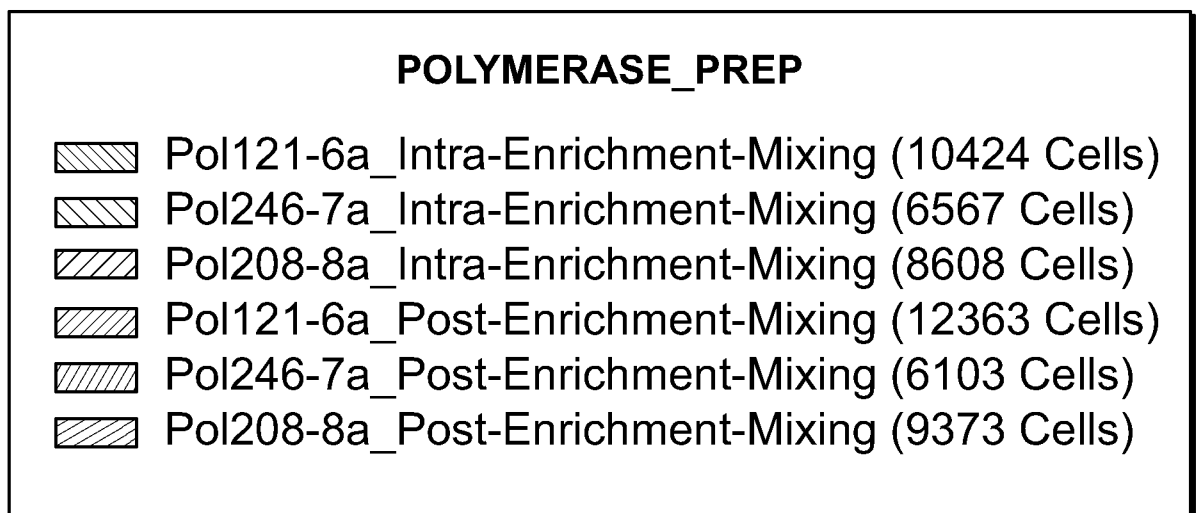 POLYMERASE_PREP
Pol121-6a_Intra-Enrichment-Mixing (10424 Cells)
Pol246-7a_Intra-Enrichment-Mixing (6567 Cells)
Pol208-8a_Intra-Enrichment-Mixing (8608 Cells)
Pol121-6a_Post-Enrichment-Mixing (12363 Cells)
Pol246-7a_Post-Enrichment-Mixing (6103 Cells)
Pol208-8a_Post-Enrichment-Mixing (9373 Cells)